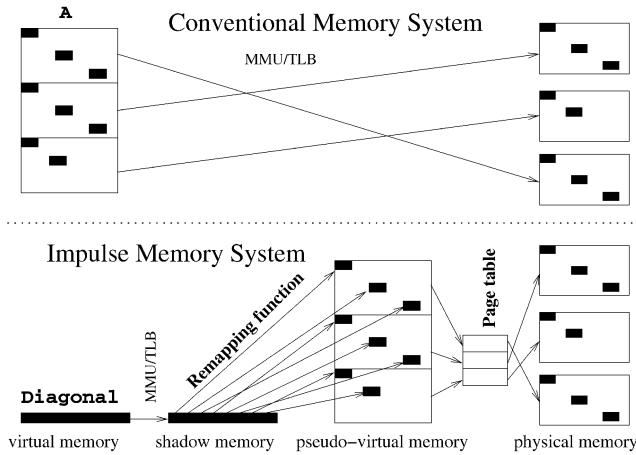 A
Conventional Memory System
MMU/TLB
Impulse Memory System
Remapping function
Page table
MMU/TLB
Diagonal
virtual memory
shadow memory
pseudo-virtual memory
physical memory